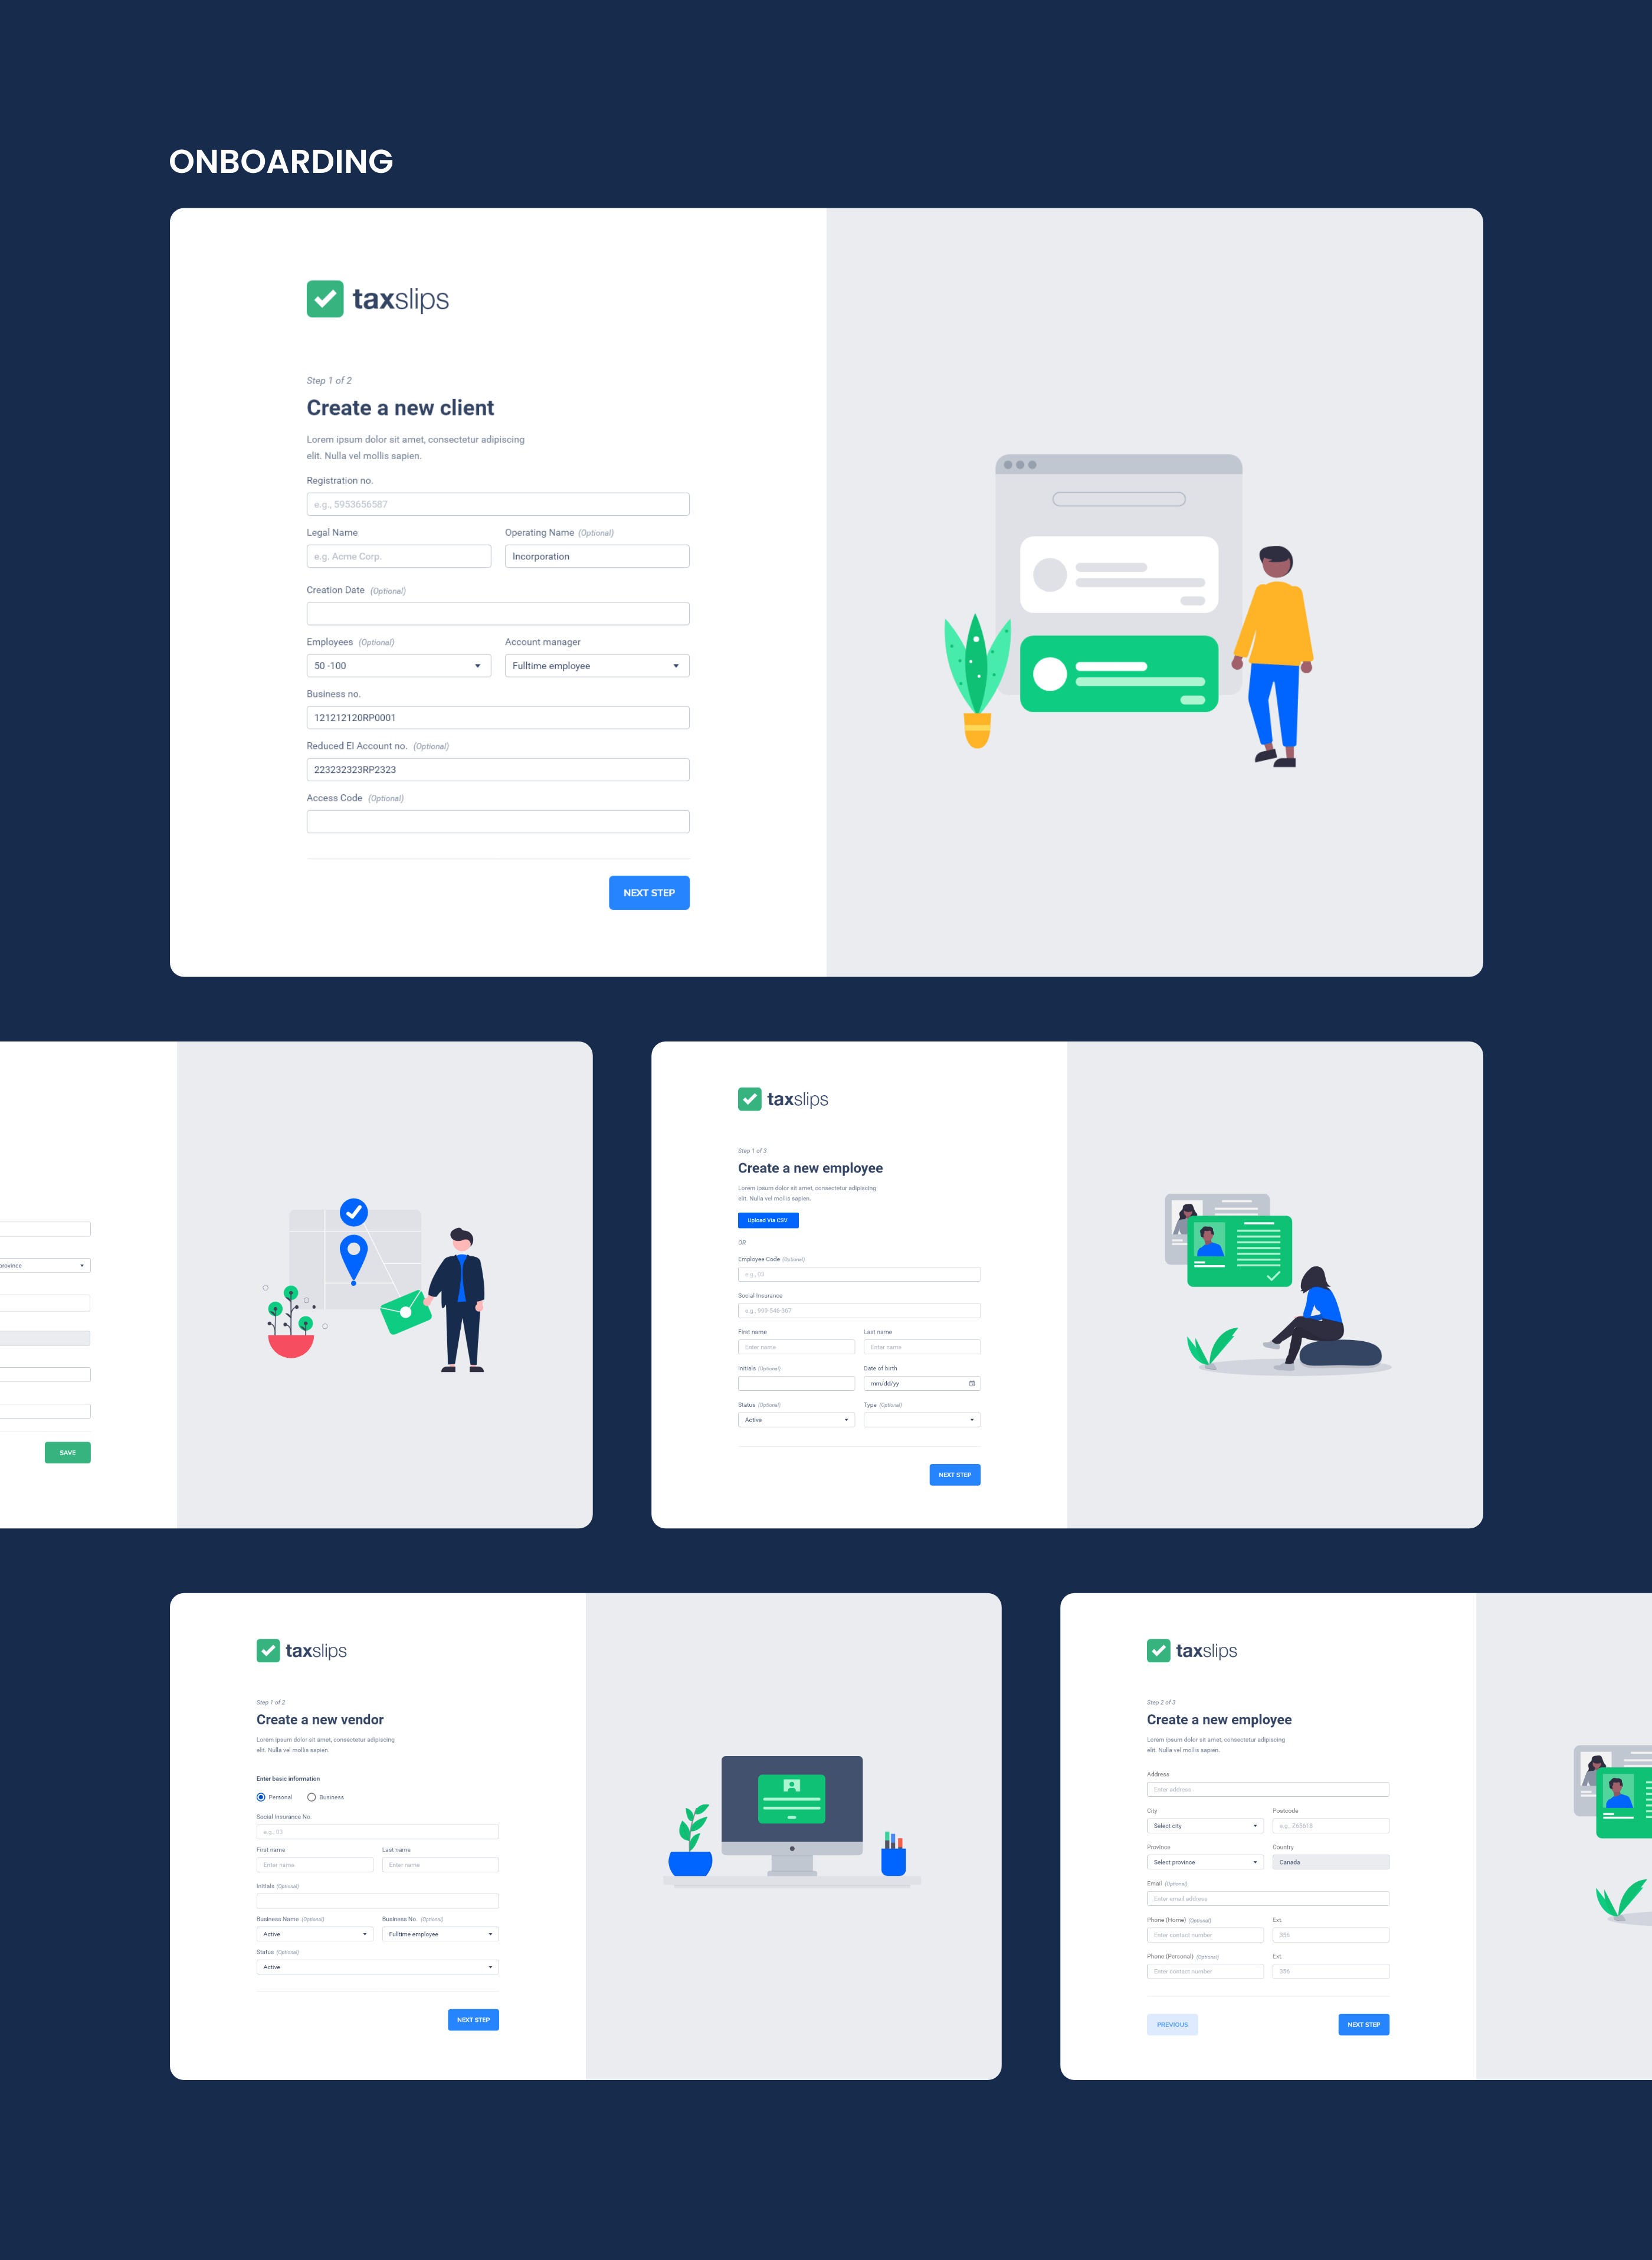 ONBOARDING
taxslips
Step 1 of 2
Create a new client
Lorem ipsum dolor sit amet, consectetur adipiscing
elit. Nulla vel mollis sapien.
Registration no.
e.g., 5953656587
Legal Name
Operating Name (Optional)
e.g. Acme Corp.
Incorporation
Creation Date (Optional)
Employees (Optional)
Account manager
50 -100
Fulltime employee
Business no.
121212120RP0001
Reduced EI Account no. (Optional)
223232323RP2323
Access Code (Optional)
NEXT STEP
province
SAVE
taxslips
Step 1 of 3
Create a new employee
Lorem ipsum dolor sit amet, consectetur adipiscing
elit. Nulla vel mollis sapien.
Upload Via CSV
OR
Employee Code (Optional)
e.g., 03
Social Insurance
e.g., 999-546-867
First name
Last name
Enter name
Enter name
Initials (Optional)
Date of birth
mm/dd/yy
Status (Optional)
Type (Optional)
Active
NEXT STEP
taxslips
Step 1 of 2
Create a new vendor
Lorem ipsum dolor sit amet, consectetur adipiscing
elit. Nulla vel mollis sapien.
Enter basic information
Personal
Business
Social Insurance No.
e.g., 03
First name
Last name
Enter name
Enter name
Initials (Optional)
Business Name (Optional)
Business No. (Optional)
Active
Fulltime employee
Status (Optional)
Active
NEXT STEP
taxslips
Step 2 of 3
Create a new employee
Lorem ipsum dolor sit amet, consectetur adipiscing
elit. Nulla vel mollis sapien.
Address
Enter address
City
Postcode
Select city
e.g.,
Province
Country
Select province
Canada
Email (Optional)
Enter email address
Phone (Home) (Optional)
Ext.
Enter contact number
356
Phone (Personal) (Optional)
Ext.
Enter contact number
356
PREVIOUS
NEXT STEP